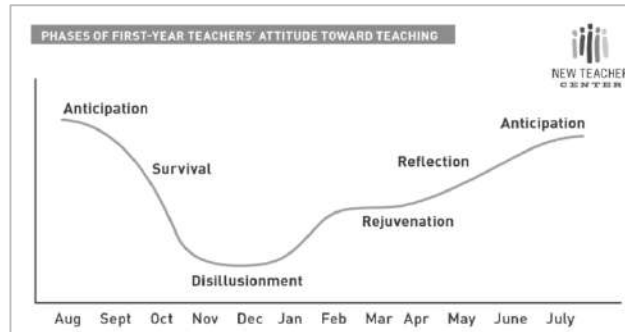 PHASES OF FIRST-YEAR TEACHERS' ATTITUDE TOWARD TEACHING
NEW TEACHER
CENTER
Anticipation
Anticipation
Survival
Reflection
Rejuvenation
Disillusionment
Aug Sept Oct Nov Dec Jan Feb Mar Apr May June July